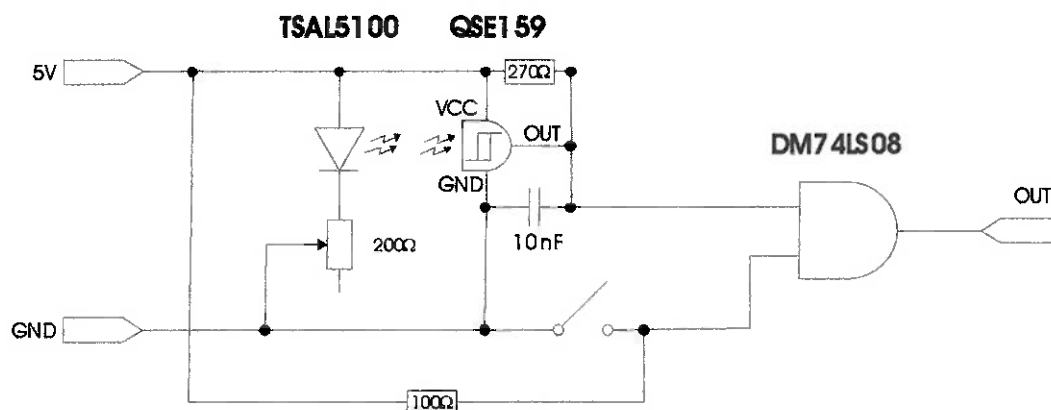 TSAL5100 QSE159
5V
270Ω
VCC
OUT
DM74LS08
GND
OUT
200Ω
10nF
GND
100Ω